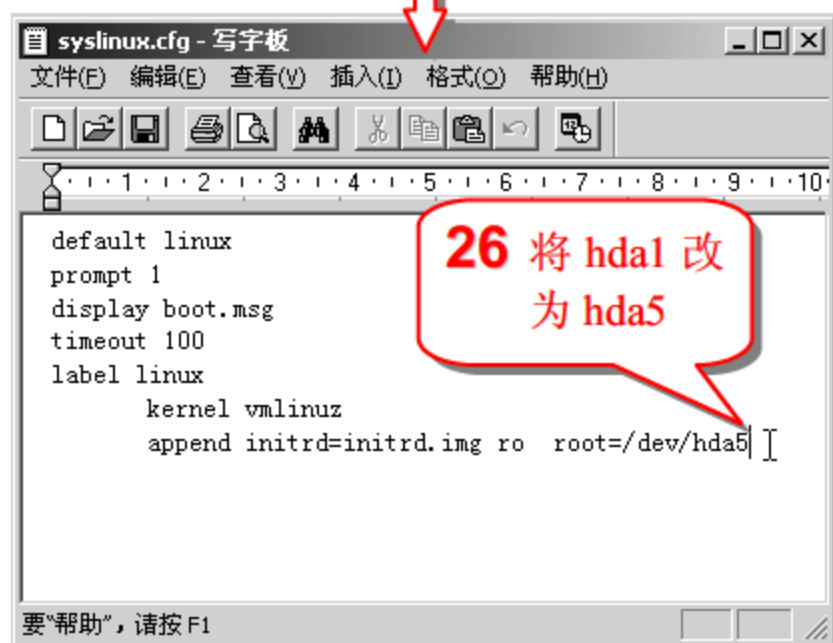 syslinux.cfg - 写字板
文件(F) 编辑(E) 查看(V) 插入(I) 格式(O) 帮助(H)
1 2 3 4 5 6 7 8 9 10
26 将 hda1 改
为 hda5
default linux
prompt 1
display boot.msg
timeout 100
label linux
kernel vmlinuz
append initrd=initrd.img ro root=/dev/hda5
要“帮助”，请按 F1